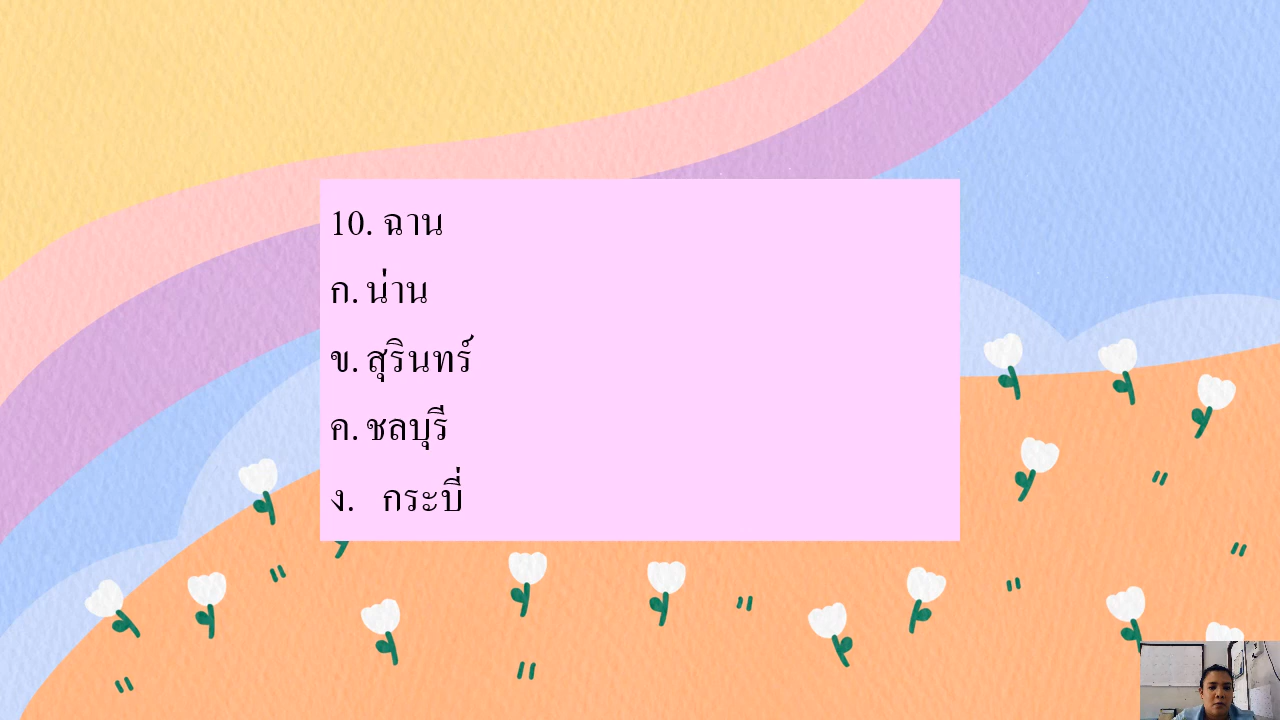 10. ฉาน
ก. น่าน
ข. สุรินทร์
ค. ชลบุรี
ง. กระบี่